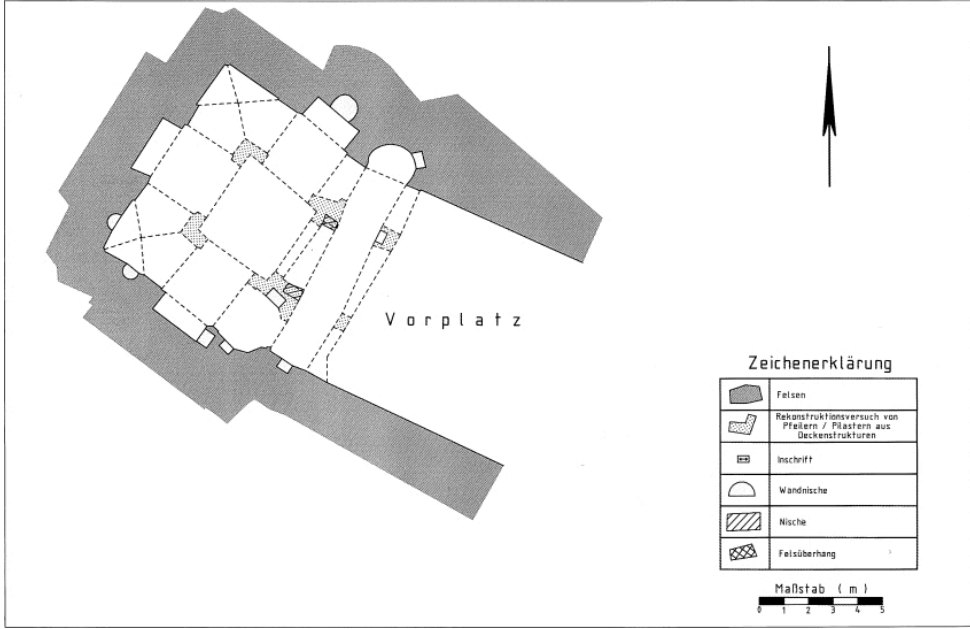 Vorplatz
Zeichenerklärung
Felsen
Rekonstruktionsversuch von
Pfeilern / Pilastern aus
Deckenstrukturen
Inschrift
Wandnische
Nische
Felsüberhang
Maßstab (m)
0 1 2 3 4 5